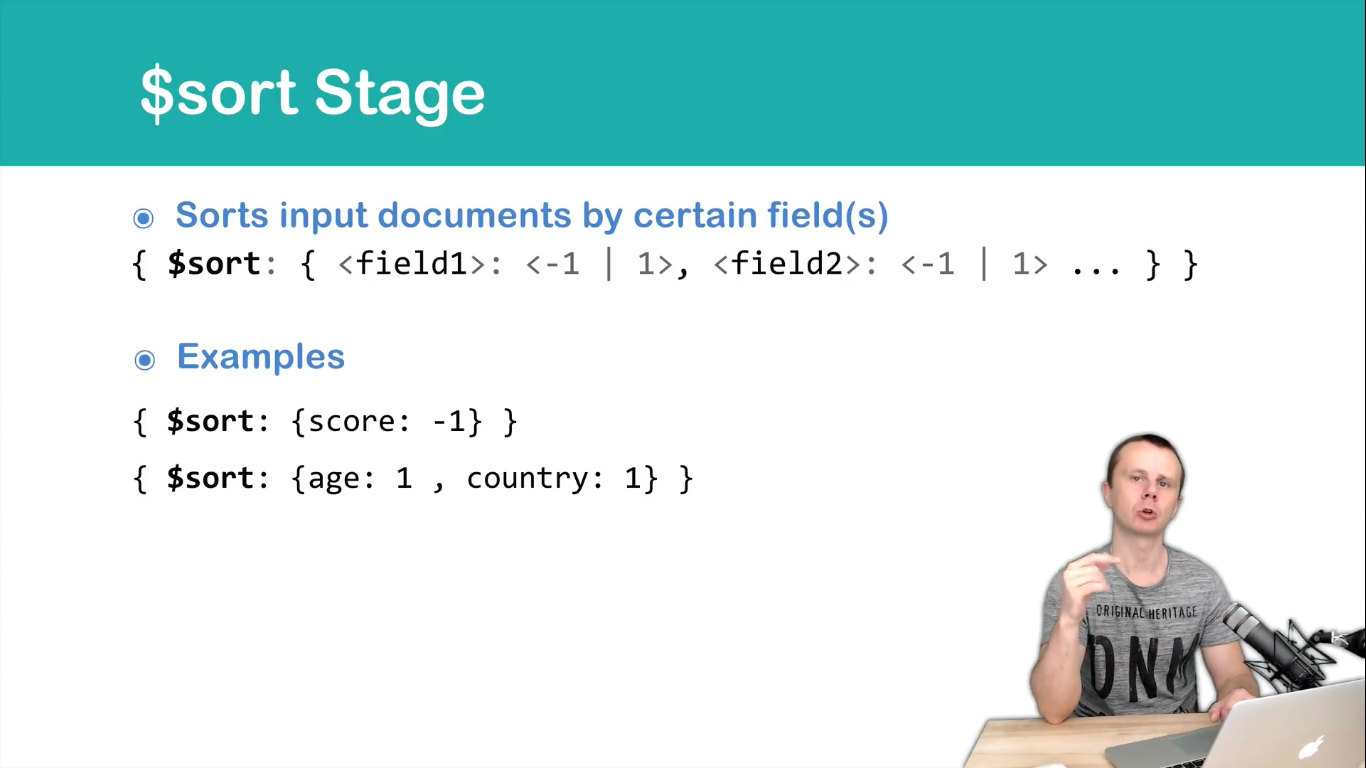 $sort Stage
Sorts input documents by certain field(s)
{ $sort: { <field1>: <-1 | 1>, <field2>: <-1 | 1> ... } }
Examples
{ $sort: {score: -1} }
{ $sort: {age: 1 , country: 1} }
ORIGINAL HERITAGE
DNM